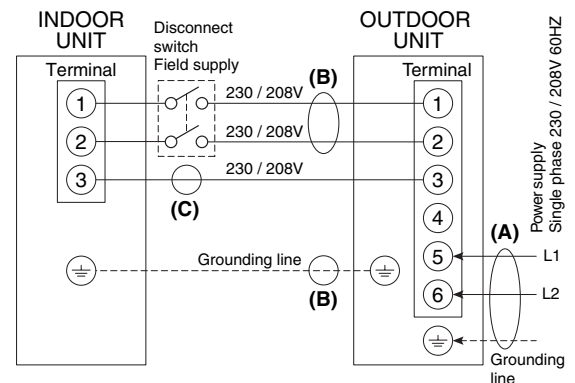 INDOOR
UNIT
Disconnect
switch
Field supply
OUTDOOR
UNIT
Terminal
Terminal
1
230 / 208V
(B)
1
2
230 / 208V
2
3
230 / 208V
3
(C)
4
Grounding line
(B)
5
(A)
L1
6
L2
Grounding
line
Power supply
Single phase 230 / 208V 60HZ